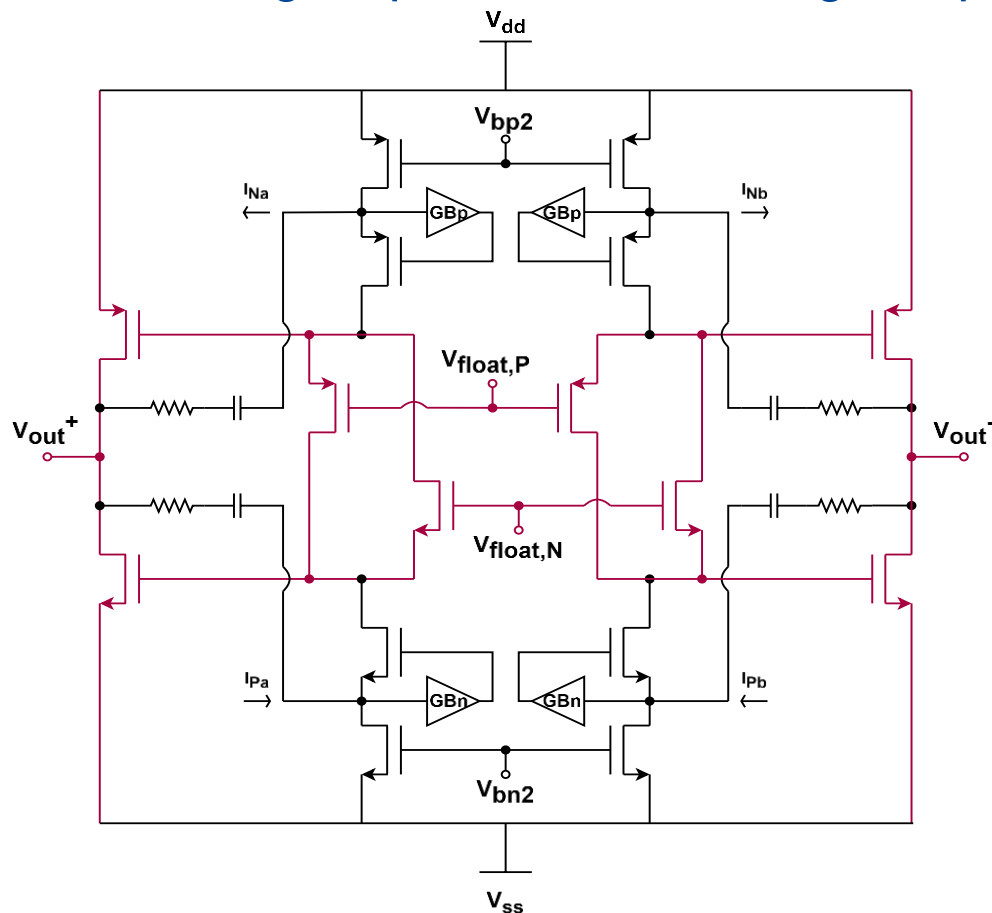 Vdd
Vbp2
INa
GBp
GBp
INb
Vfloat,P
Vout+
Vout-
Vfloat,N
IPa
GBn
GBn
IPb
Vbn2
Vss